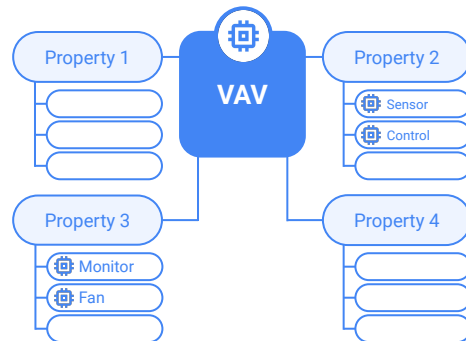 Property 1
VAV
Property 2
Sensor
Control
Property 3
Monitor
Fan
Property 4